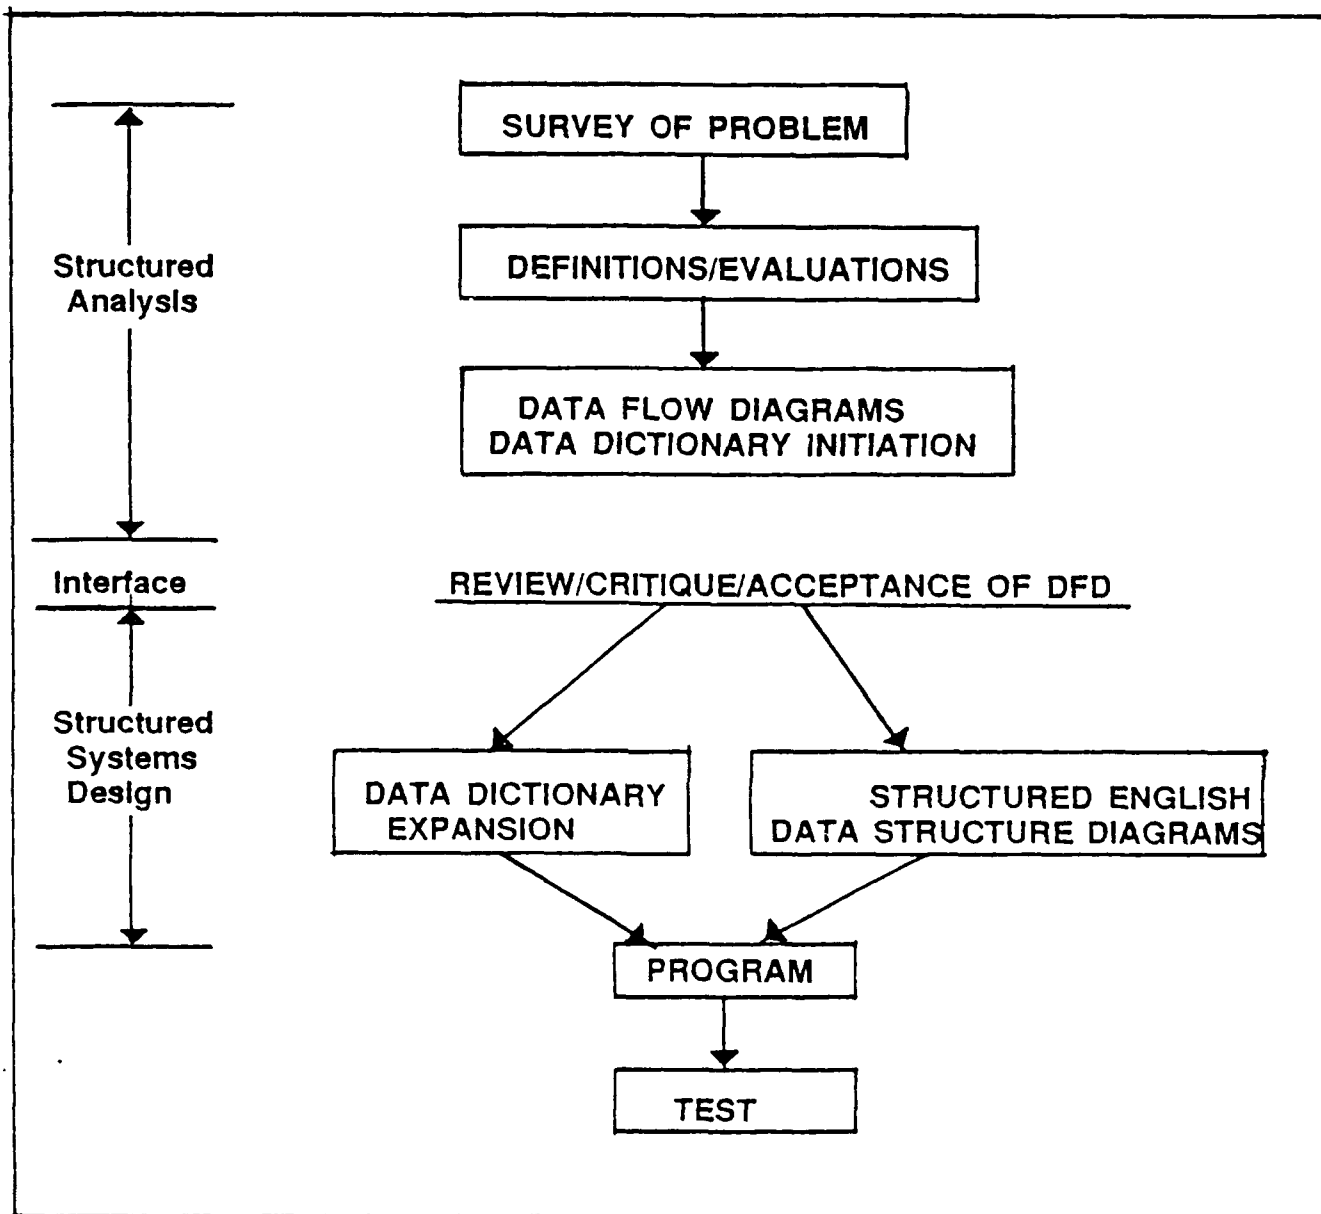 SURVEY OF PROBLEM
DEFINITIONS/EVALUATIONS
Structured
Analysis
DATA FLOW DIAGRAMS
DATA DICTIONARY INITIATION
Interface
REVIEW/CRITIQUE/ACCEPTANCE OF DFD
Structured
Systems
Design
DATA DICTIONARY
EXPANSION
STRUCTURED ENGLISH
DATA STRUCTURE DIAGRAMS
PROGRAM
TEST